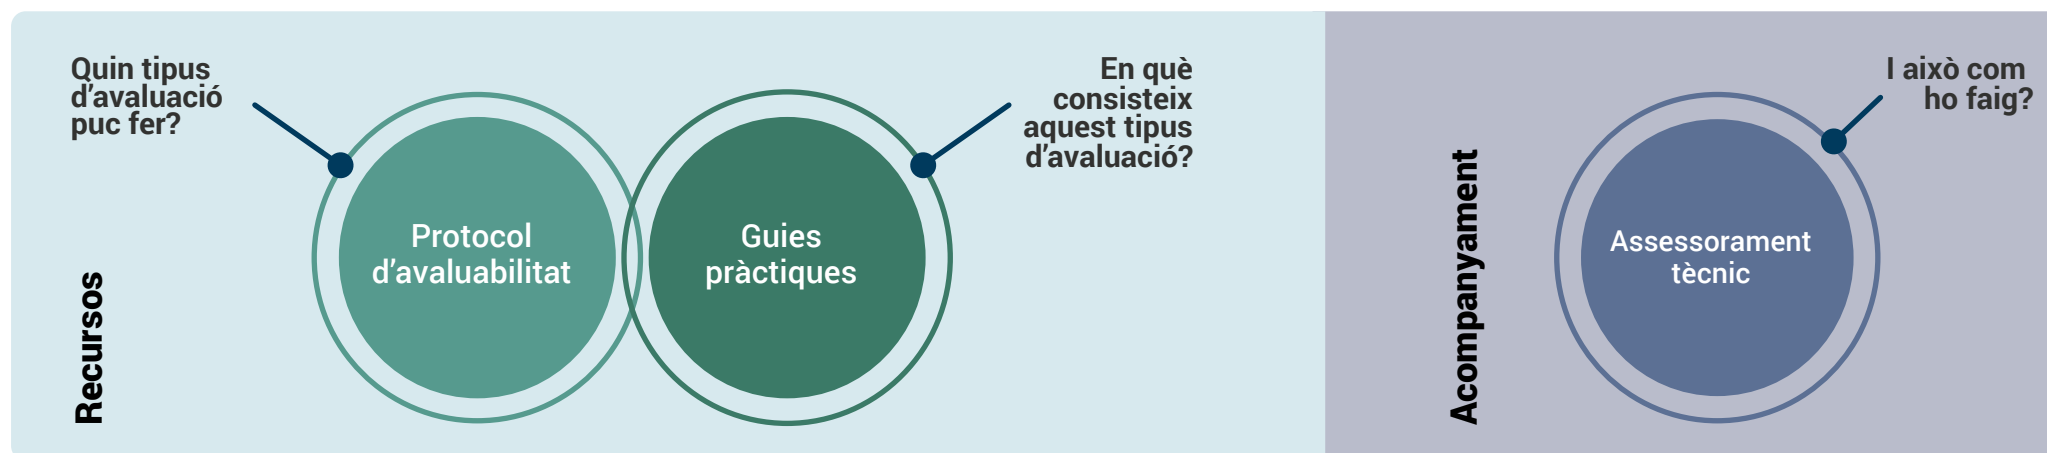 Quin tipus
d’avaluació
puc fer?
Protocol
d’avaluabilitat
Guies
pràctiques
En què
consisteix
aquest tipus
d’avaluació?
Recursos
I això com
ho faig?
Assessorament
tècnic
Acompanyament